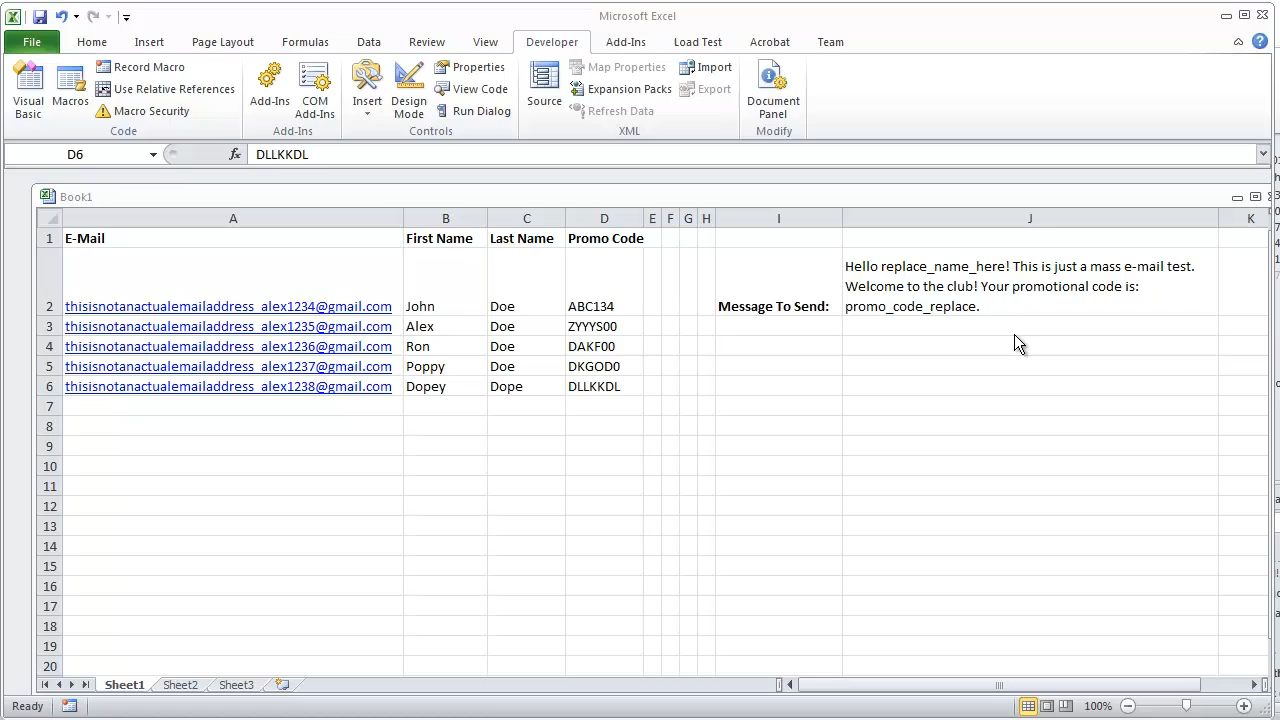 Microsoft Excel
File Home Insert Page Layout Formulas Data Review View Developer Add-Ins Load Test Acrobat Team
Visual Basic
Macros
Record Macro
Use Relative References
Macro Security
Code
Add-Ins
COM Add-Ins
Add-Ins
Insert
Design Mode
Properties
View Code
Run Dialog
Controls
Source
Map Properties
Expansion Packs
Refresh Data
Import
Export
XML
Document Panel
Modify
D6 fx DLLKKDL
Book1
A B C D E F G H I J K
1 E-Mail First Name Last Name Promo Code
Hello replace_name_here! This is just a mass e-mail test.
Welcome to the club! Your promotional code is:
2 thisisnotanactualemailaddress_alex1234@gmail.com John Doe ABC134 Message To Send: promo_code_replace.
3 thisisnotanactualemailaddress_alex1235@gmail.com Alex Doe ZYYYS00
4 thisisnotanactualemailaddress_alex1236@gmail.com Ron Doe DAKF00
5 thisisnotanactualemailaddress_alex1237@gmail.com Poppy Doe DKGOD0
6 thisisnotanactualemailaddress_alex1238@gmail.com Dopey Dope DLLKKDL
7
8
9
10
11
12
13
14
15
16
17
18
19
20
Sheet1 Sheet2 Sheet3
Ready 100%